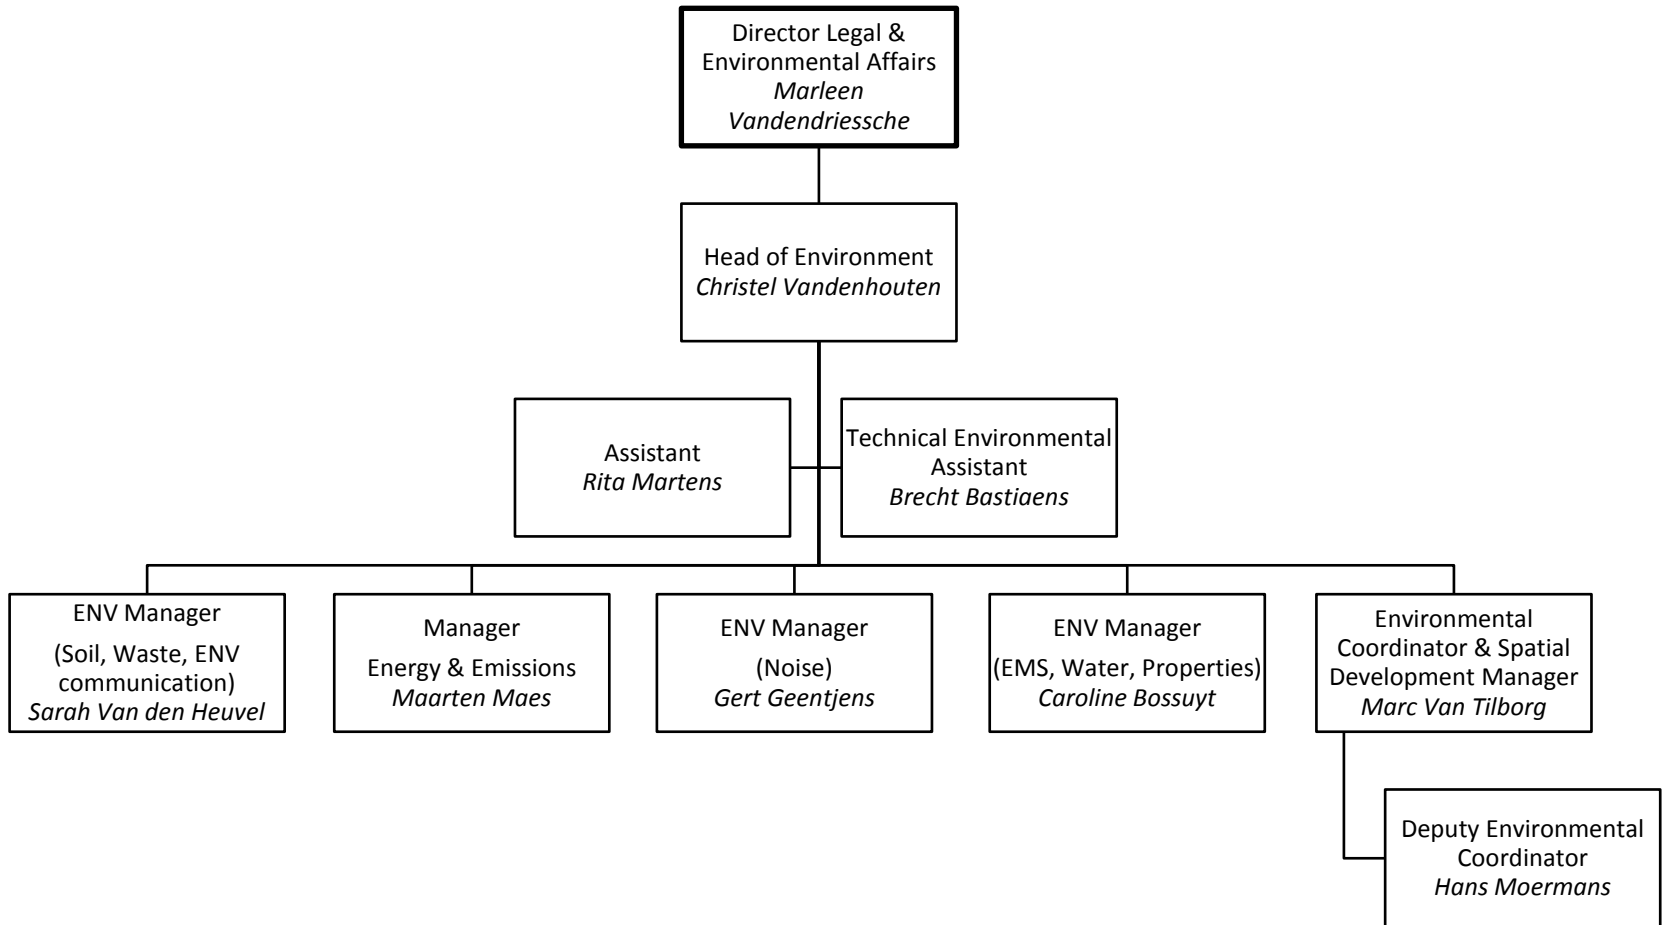 Director Legal &
Environmental Affairs
Marleen
Vandendriessche
Head of Environment
Christel Vandenhouten
Assistant
Rita Martens
Technical Environmental
Assistant
Brecht Bastiaens
ENV Manager
(Soil, Waste, ENV
communication)
Sarah Van den Heuvel
Manager
Energy & Emissions
Maarten Maes
ENV Manager
(Noise)
Gert Geentjens
ENV Manager
(EMS, Water, Properties)
Caroline Bossuyt
Environmental
Coordinator & Spatial
Development Manager
Marc Van Tilborg
Deputy Environmental
Coordinator
Hans Moermans